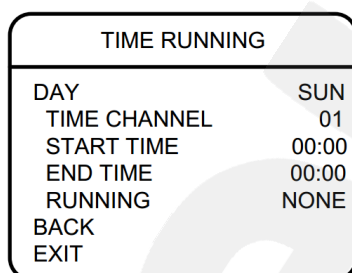 TIME RUNNING
DAY SUN
TIME CHANNEL 01
START TIME 00:00
END TIME 00:00
RUNNING NONE
BACK
EXIT